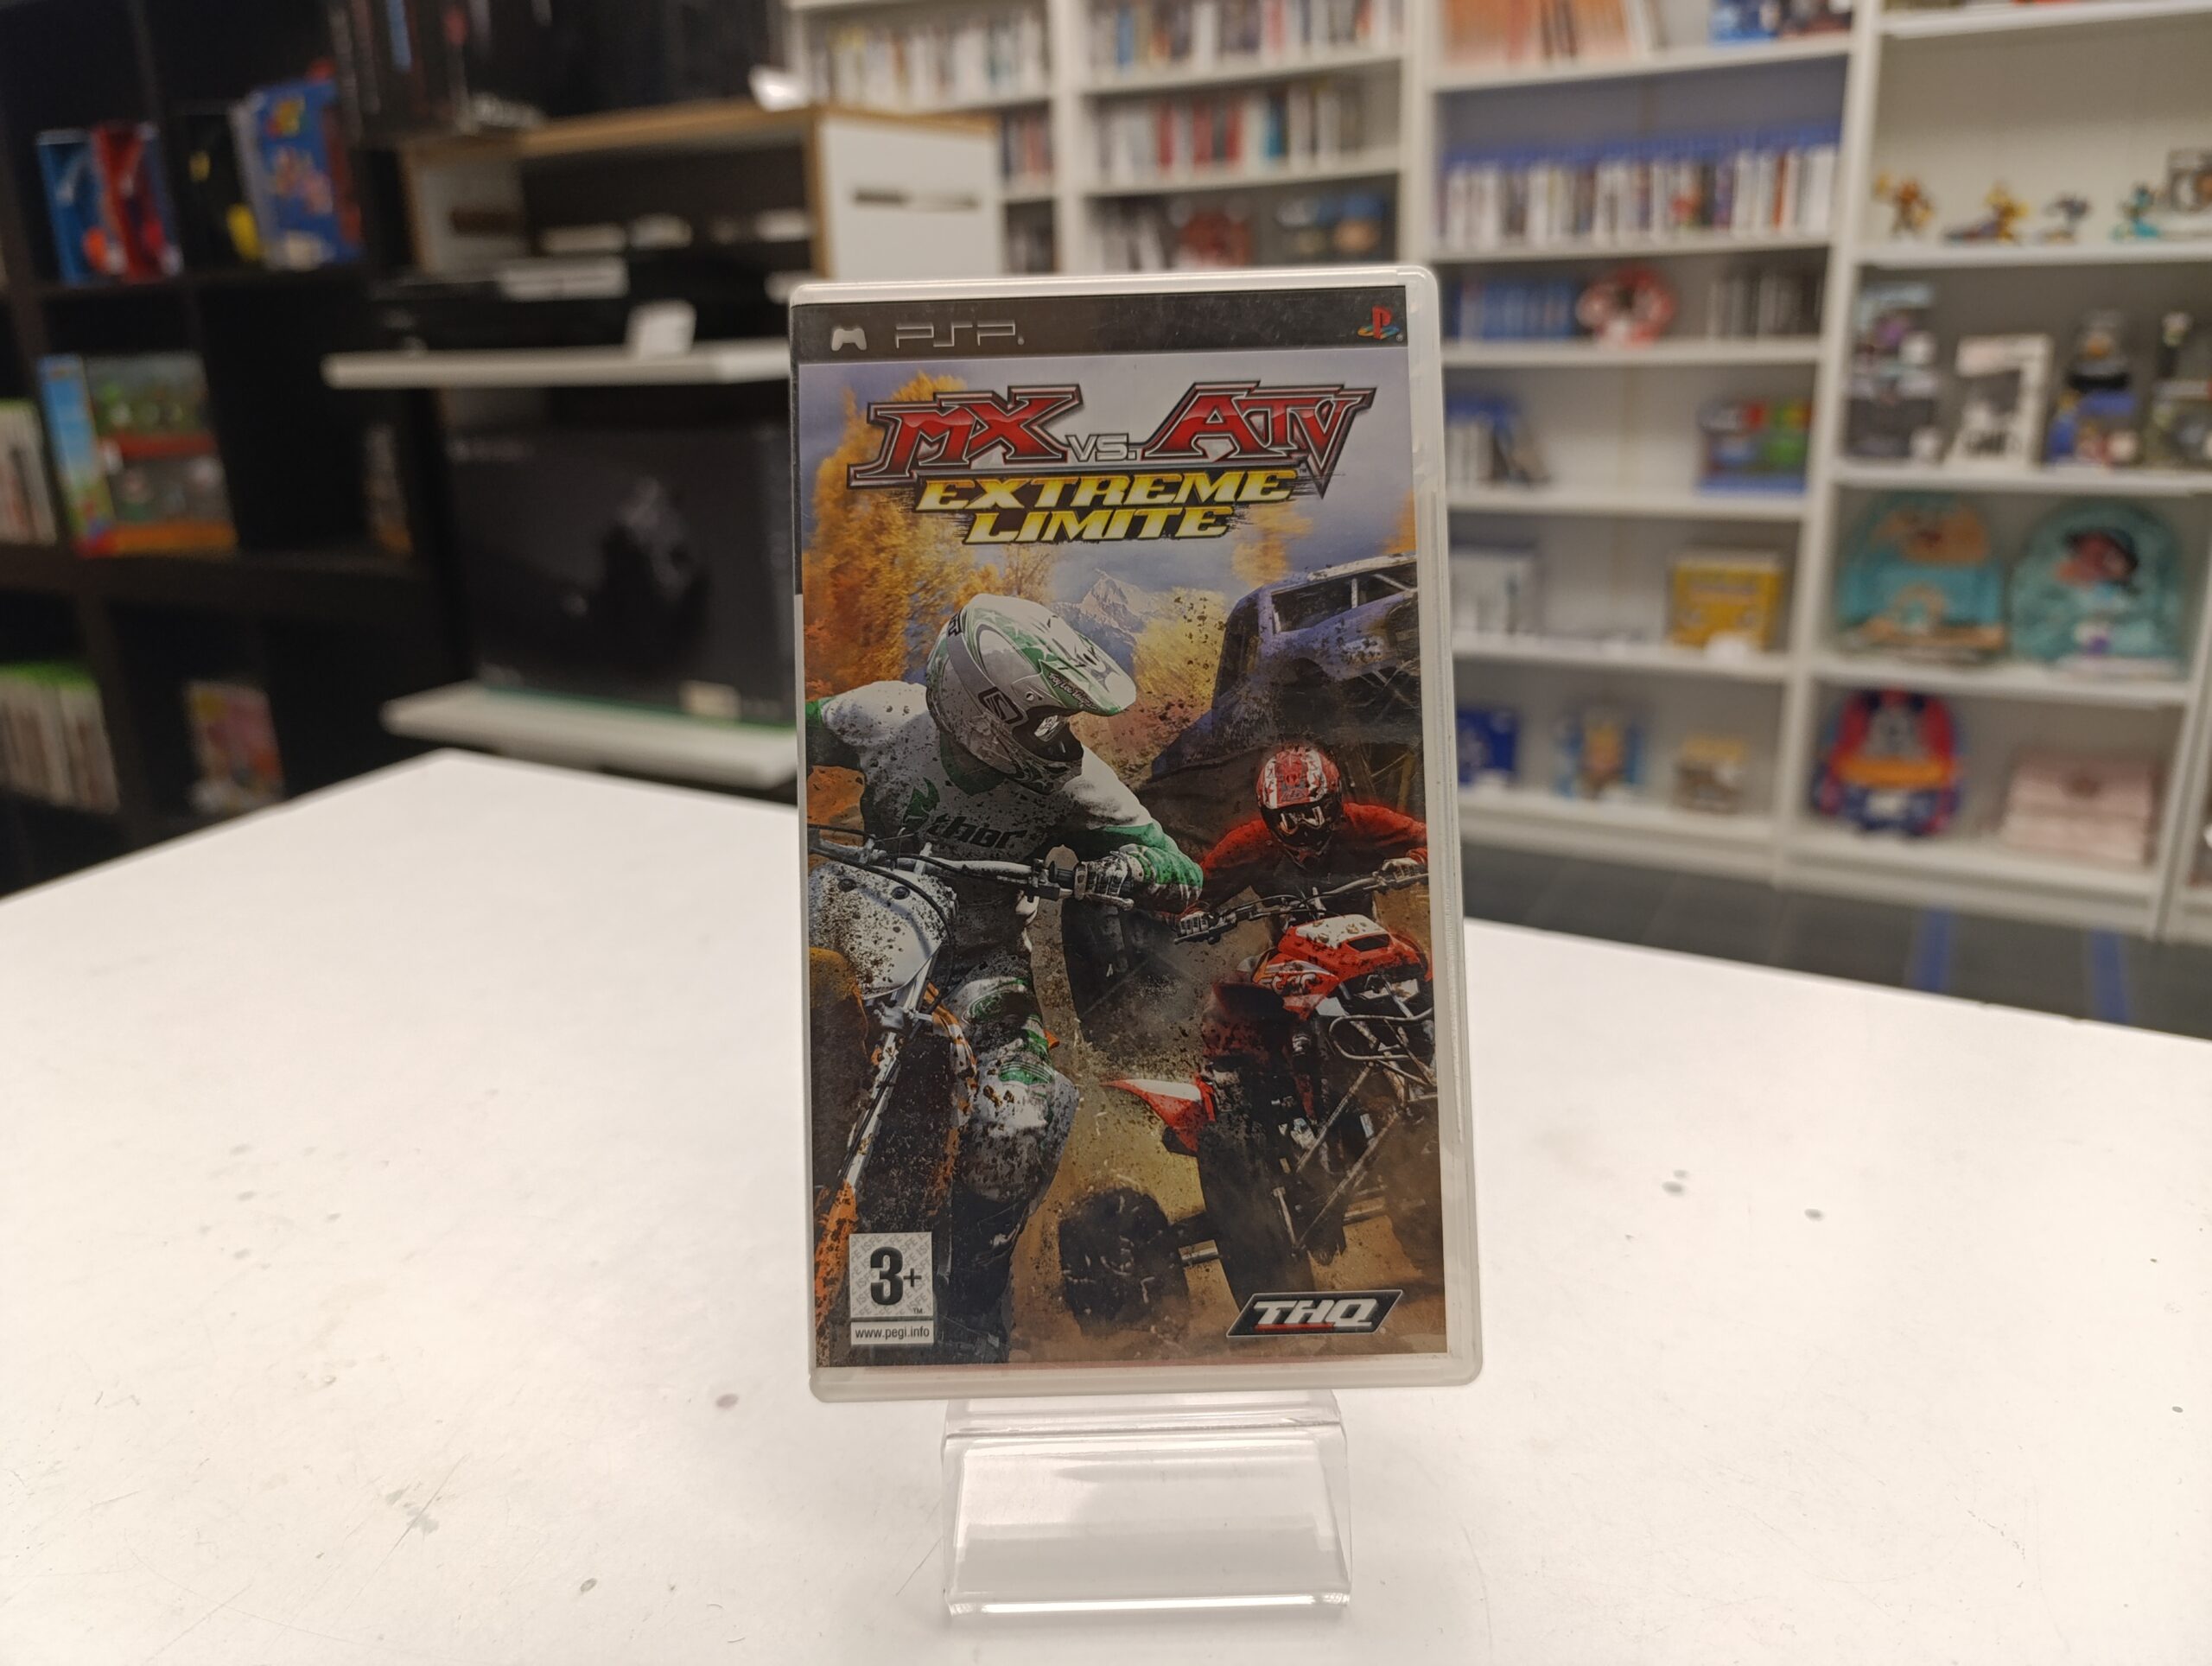 PSP
MX VS. ATV
EXTREME
LIMITE
thor
3+
www.pegi.info
THQ